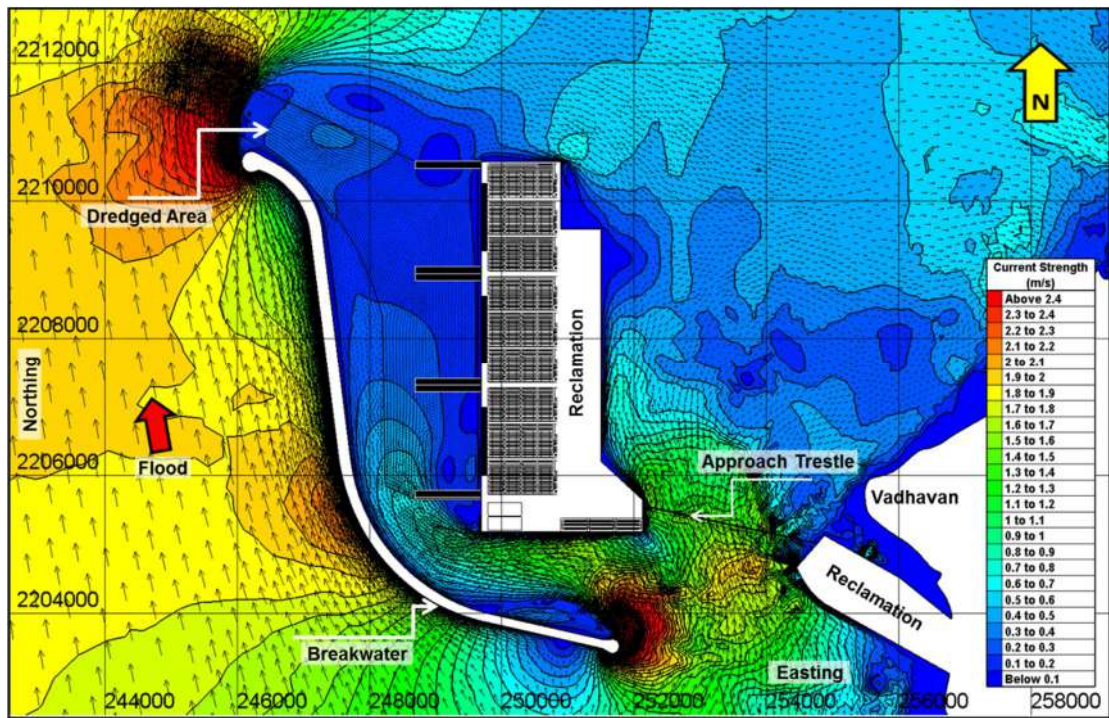 2212000
N
2210000
Dredged Area
Current Strength
(m/s)
Above 2.4
2.3 to 2.4
2.2 to 2.3
2.1 to 2.2
2 to 2.1
1.9 to 2
1.8 to 1.9
1.7 to 1.8
1.6 to 1.7
1.5 to 1.6
1.4 to 1.5
1.3 to 1.4
1.2 to 1.3
1.1 to 1.2
1 to 1.1
0.9 to 1
0.8 to 0.9
0.7 to 0.8
0.6 to 0.7
0.5 to 0.6
0.4 to 0.5
0.3 to 0.4
0.2 to 0.3
0.1 to 0.2
Below 0.1
2208000
Northing
Reclamation
Flood
2206000
Approach Trestle
Vadhavan
Reclamation
2204000
Breakwater
Easting
244000
246000
248000
250000
252000
254000
256000
258000